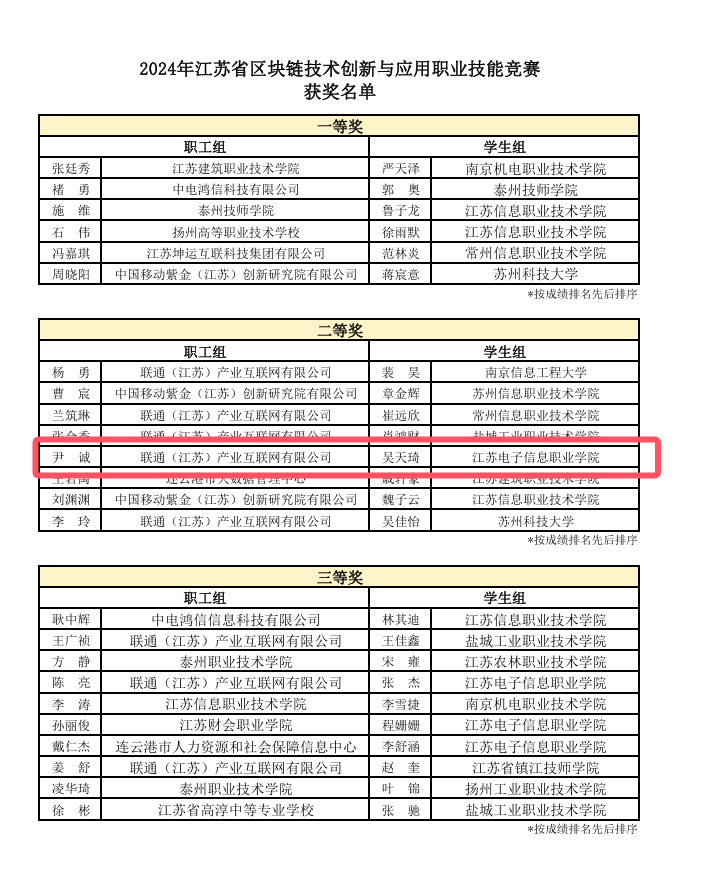 2024年江苏省区块链技术创新与应用职业技能竞赛
获奖名单
一等奖
职工组 学生组
张廷秀 江苏建筑职业技术学院 严天泽 南京机电职业技术学院
褚 勇 中电鸿信科技有限公司 郭 奥 泰州技师学院
施 维 泰州技师学院 鲁子龙 江苏信息职业技术学院
石 伟 扬州高等职业技术学校 徐雨默 江苏信息职业技术学院
冯嘉琪 江苏坤运互联科技集团有限公司 范林炎 常州信息职业技术学院
周晓阳 中国移动紫金（江苏）创新研究院有限公司 蒋宸意 苏州科技大学
*按成绩排名先后排序
二等奖
职工组 学生组
杨 勇 联通（江苏）产业互联网有限公司 裴 昊 南京信息工程大学
曹 宸 中国移动紫金（江苏）创新研究院有限公司 章金辉 苏州信息职业技术学院
兰筑琳 联通（江苏）产业互联网有限公司 崔远欣 常州信息职业技术学院
联通（江苏）产业互联网有限公司 盐城工业职业技术学院
尹 诚 联通（江苏）产业互联网有限公司 吴天琦 江苏电子信息职业学院
连云港市大数据管理中心 江苏建筑职业技术学院
刘渊渊 中国移动紫金（江苏）创新研究院有限公司 魏子云 江苏信息职业技术学院
李 玲 联通（江苏）产业互联网有限公司 吴佳怡 苏州科技大学
*按成绩排名先后排序
三等奖
职工组 学生组
耿中辉 中电鸿信信息科技有限公司 林其迪 江苏信息职业技术学院
王广祯 联通（江苏）产业互联网有限公司 王佳鑫 盐城工业职业技术学院
方 静 泰州职业技术学院 宋 雍 江苏农林职业技术学院
陈 亮 联通（江苏）产业互联网有限公司 张 杰 江苏电子信息职业学院
李 涛 江苏信息职业技术学院 李雪捷 南京机电职业技术学院
孙丽俊 江苏财会职业学院 程姗姗 江苏电子信息职业学院
戴仁杰 连云港市人力资源和社会保障信息中心 李舒涵 江苏电子信息职业学院
姜 舒 联通（江苏）产业互联网有限公司 赵 奎 江苏省镇江技师学院
凌华琦 泰州职业技术学院 叶 锦 扬州工业职业技术学院
徐 彬 江苏省高淳中等专业学校 张 驰 盐城工业职业技术学院
*按成绩排名先后排序